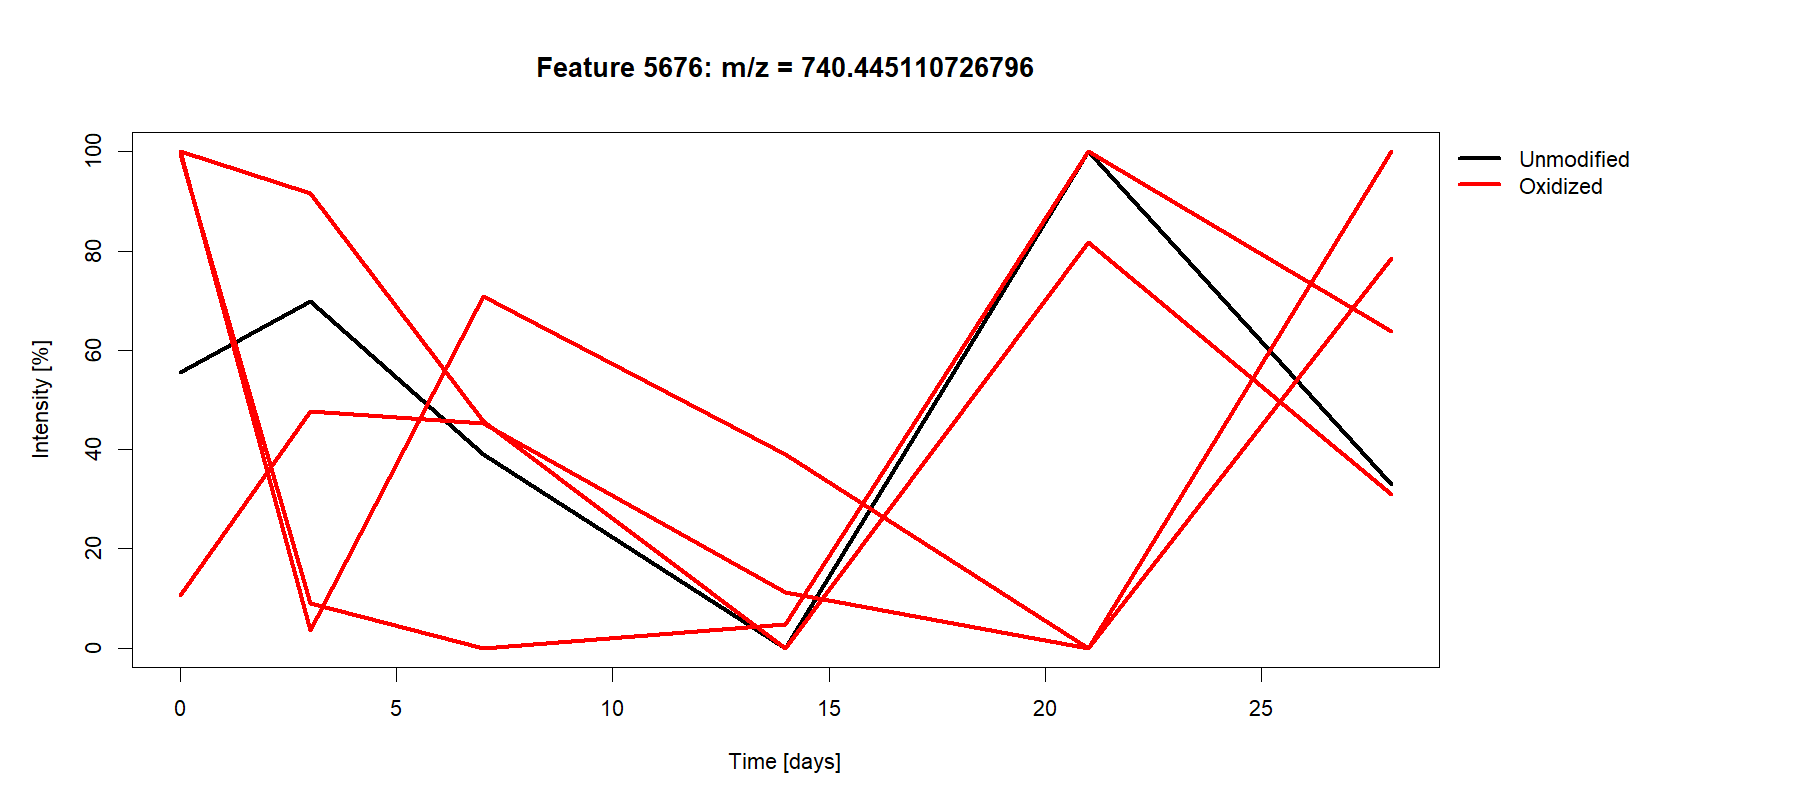 Feature 5676: m/z = 740.445110726796
Unmodified
Oxidized
Intensity [%]
100
80
60
40
20
0
0 5 10 15 20 25
Time [days]